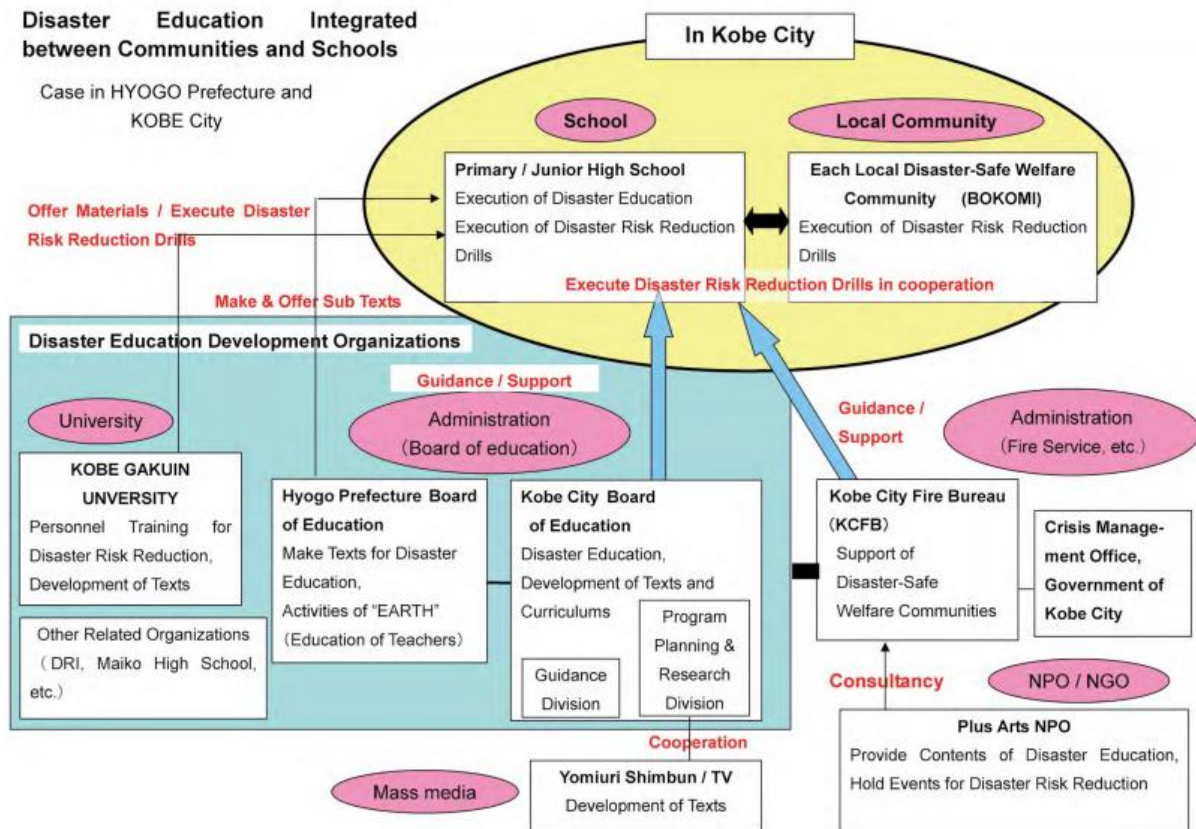 Disaster Education Integrated
between Communities and Schools
Case in HYOGO Prefecture and
KOBE City
In Kobe City
School
Local Community
Primary / Junior High School
Execution of Disaster Education
Execution of Disaster Risk Reduction
Drills
Each Local Disaster-Safe Welfare
Community (BOKOMI)
Execution of Disaster Risk Reduction
Drills
Execute Disaster Risk Reduction Drills in cooperation
Offer Materials / Execute Disaster
Risk Reduction Drills
Make & Offer Sub Texts
Disaster Education Development Organizations
Guidance / Support
University
Administration
(Board of education)
Guidance /
Support
Administration
(Fire Service, etc.)
KOBE GAKUIN
UNVERSITY
Personnel Training for
Disaster Risk Reduction,
Development of Texts
Other Related Organizations
( DRI, Maiko High School,
etc.)
Hyogo Prefecture Board
of Education
Make Texts for Disaster
Education,
Activities of "EARTH"
(Education of Teachers)
Kobe City Board
of Education
Disaster Education,
Development of Texts and
Curriculums
Guidance
Division
Program
Planning &
Research
Division
Kobe City Fire Bureau
(KCFB)
Support of
Disaster-Safe
Welfare Communities
Crisis Manage-
ment Office,
Government of
Kobe City
Consultancy
NPO / NGO
Plus Arts NPO
Provide Contents of Disaster Education,
Hold Events for Disaster Risk Reduction
Cooperation
Mass media
Yomiuri Shimbun / TV
Development of Texts